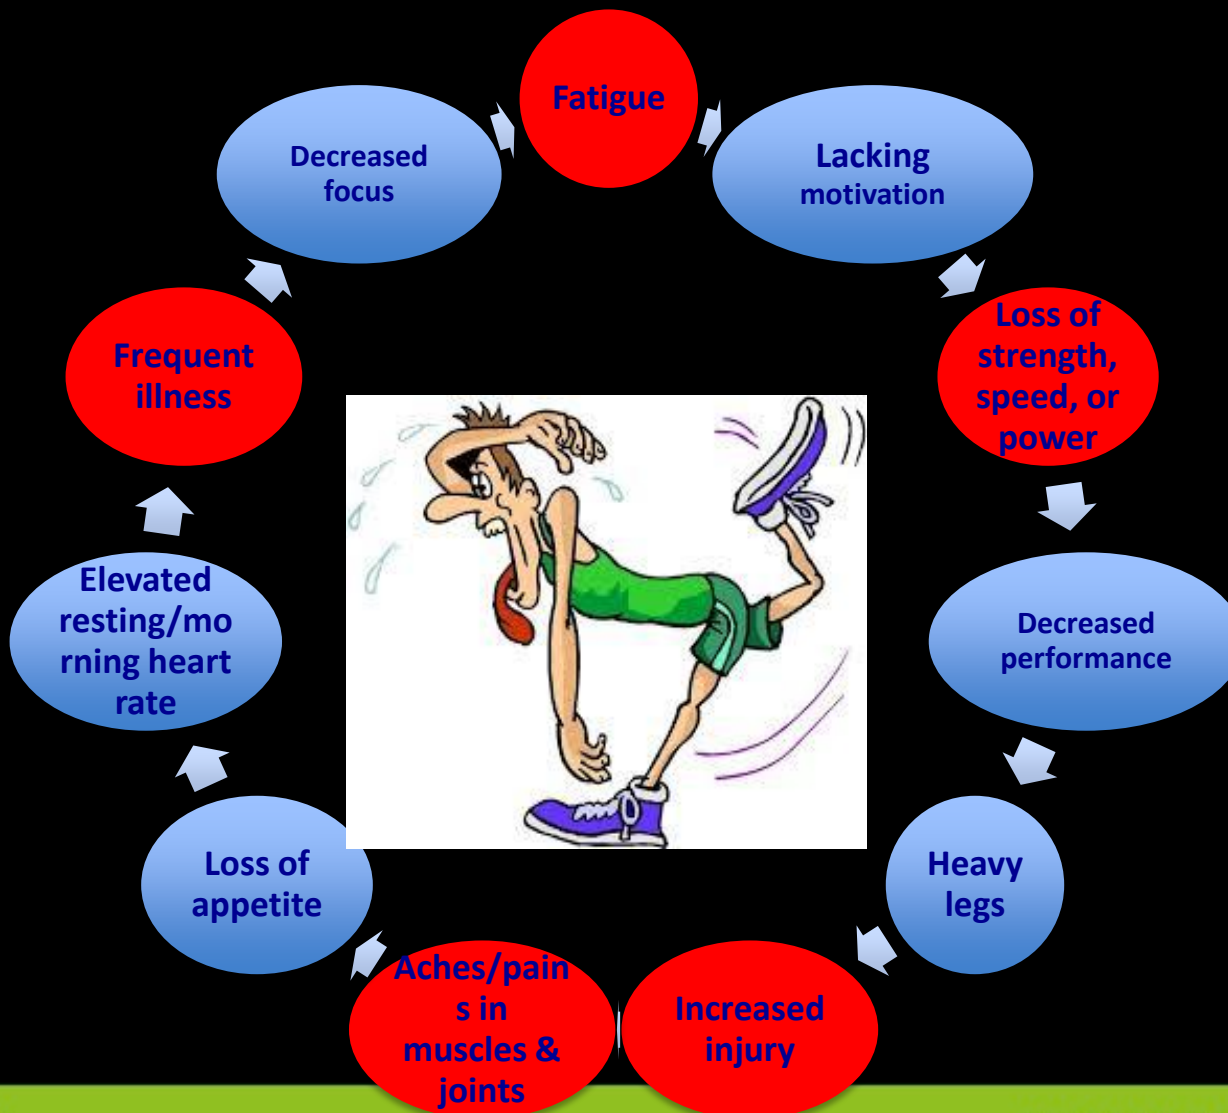 Fatigue
Lacking
motivation
Loss of
strength,
speed, or
power
Decreased
performance
Heavy
legs
Increased
injury
Aches/pain
s in
muscles &
joints
Loss of
appetite
Elevated
resting/mo
rning heart
rate
Frequent
illness
Decreased
focus